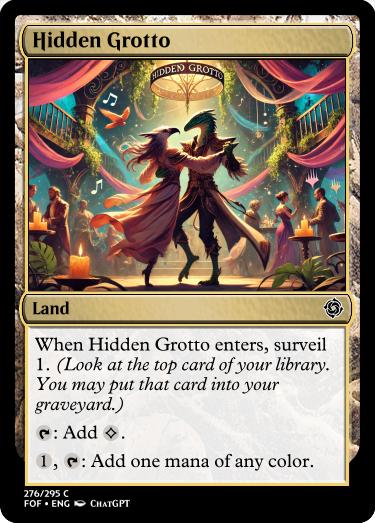 Hidden Grotto
HIDDEN GROTTO
Land
When Hidden Grotto enters, surveil
1. (Look at the top card of your library.
You may put that card into your
graveyard.)
: Add .
1, : Add one mana of any color.
276/295 C
FOF • ENG ChatGPT